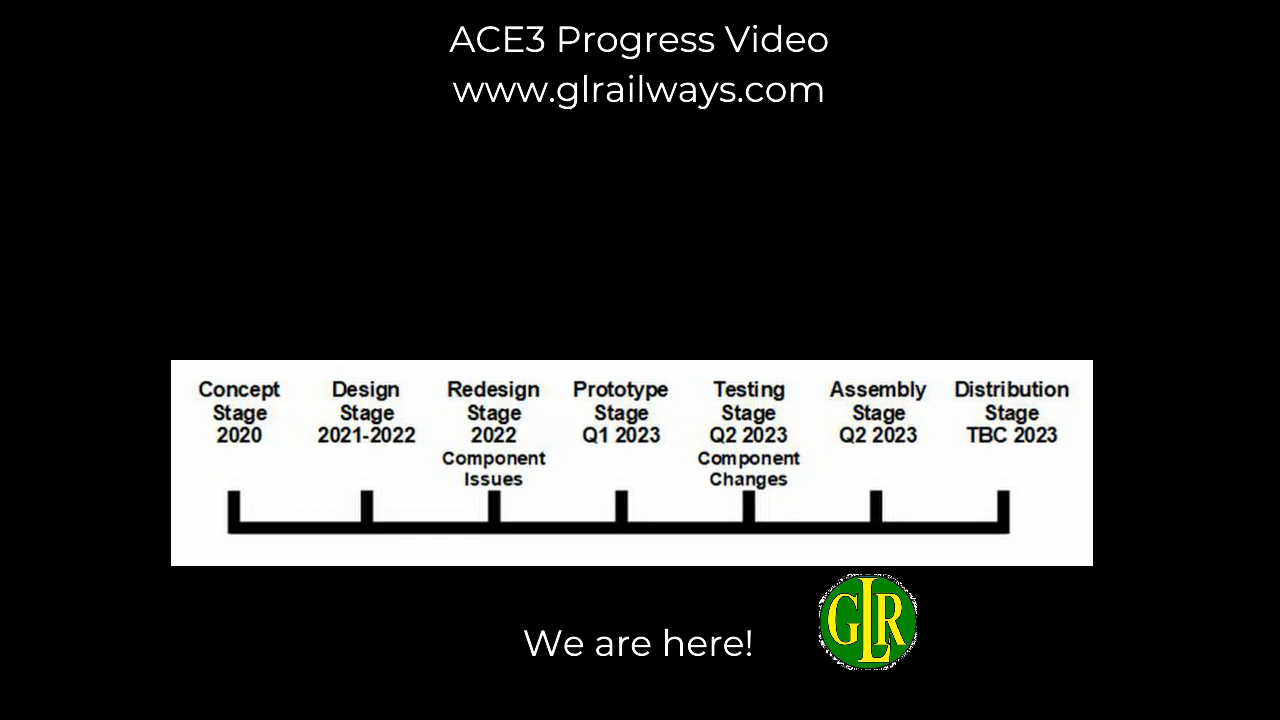 ACE3 Progress Video
www.glrailways.com
Concept Stage 2020
Design Stage 2021-2022
Redesign Stage 2022 Component Issues
Prototype Stage Q1 2023
Testing Stage Q2 2023 Component Changes
Assembly Stage Q2 2023
Distribution Stage TBC 2023
We are here!
GLR